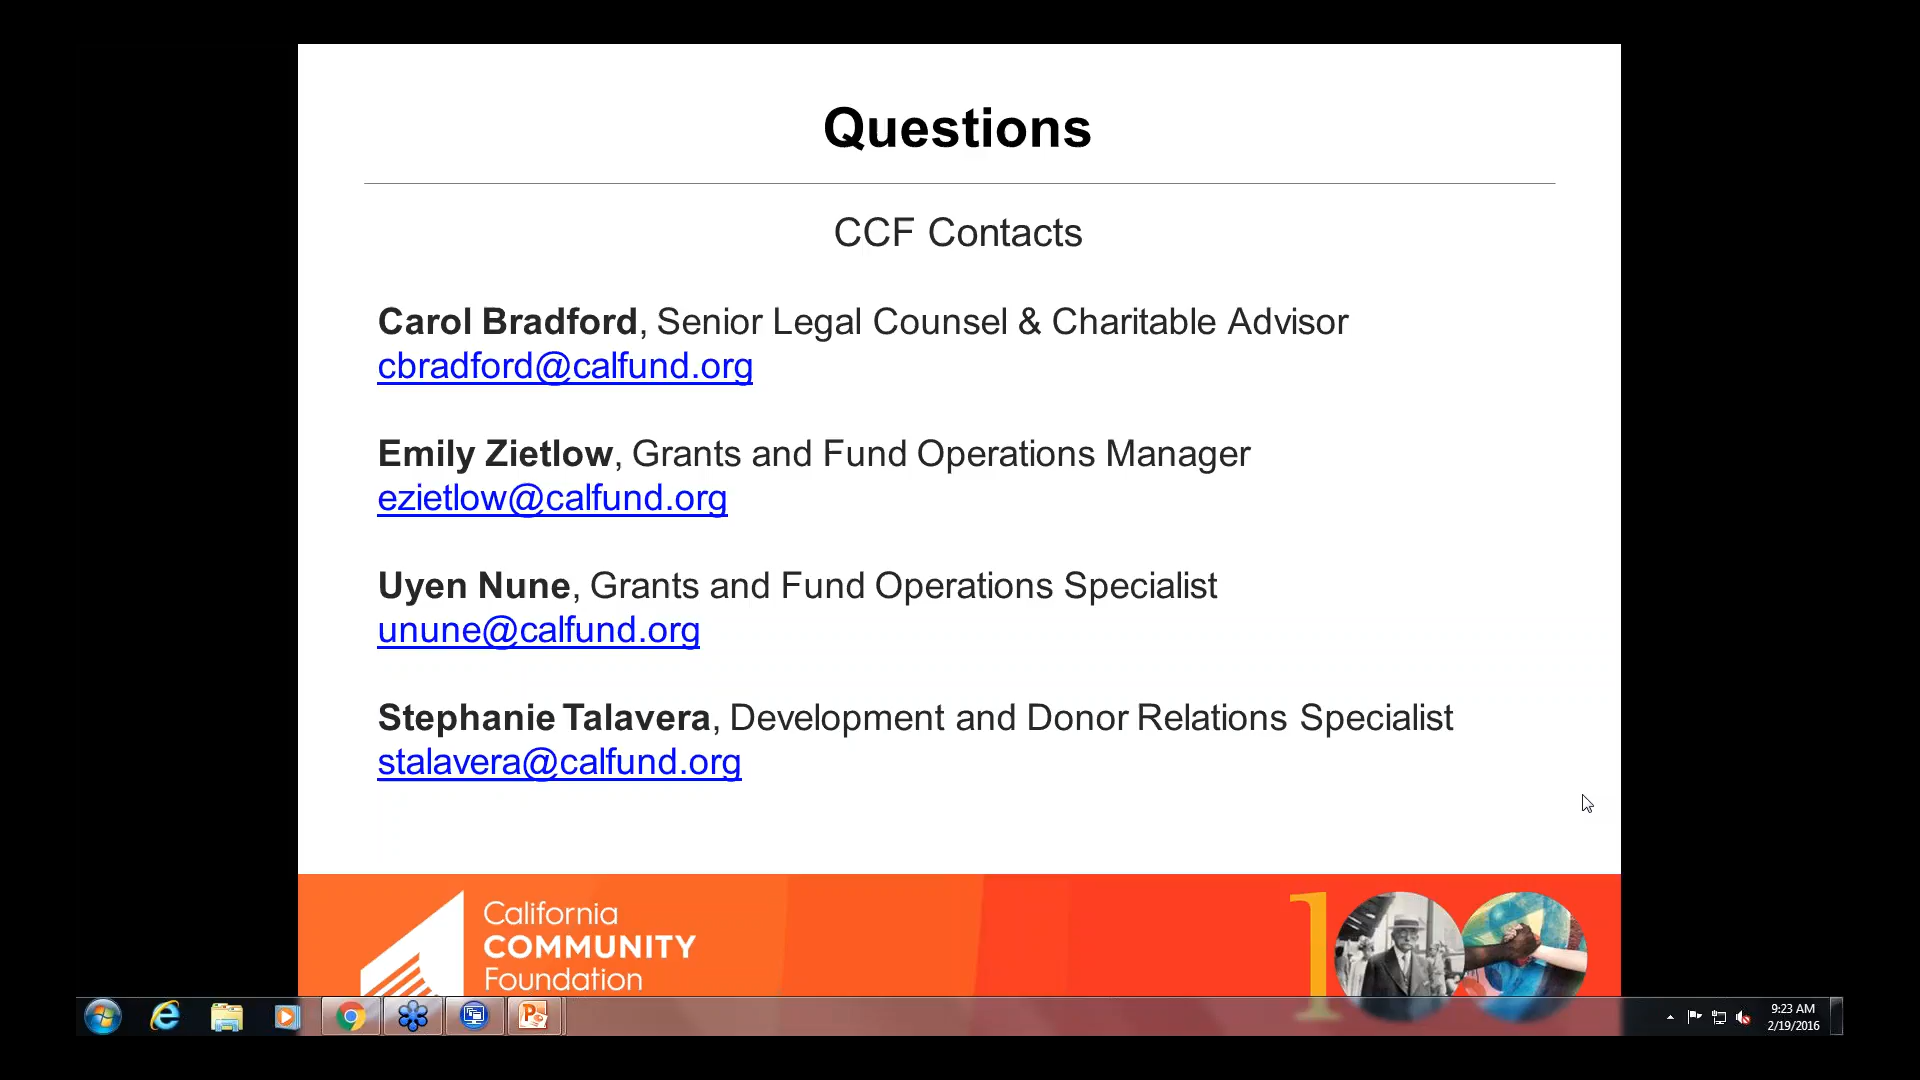 Questions
CCF Contacts
Carol Bradford, Senior Legal Counsel & Charitable Advisor
cbradford@calfund.org
Emily Zietlow, Grants and Fund Operations Manager
ezietlow@calfund.org
Uyen Nune, Grants and Fund Operations Specialist
unune@calfund.org
Stephanie Talavera, Development and Donor Relations Specialist
stalavera@calfund.org
California
COMMUNITY
Foundation
100
9:23 AM
2/19/2016